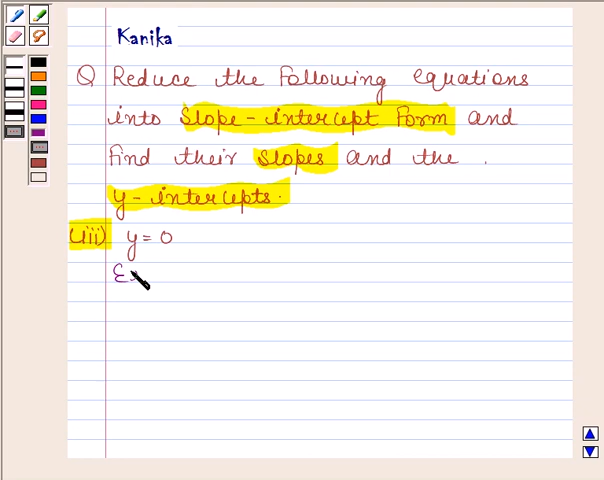 Kanika
Q Reduce the following equations
into Slope-intercept form and
find their slopes and the .
y-intercepts.
(iii) y=0